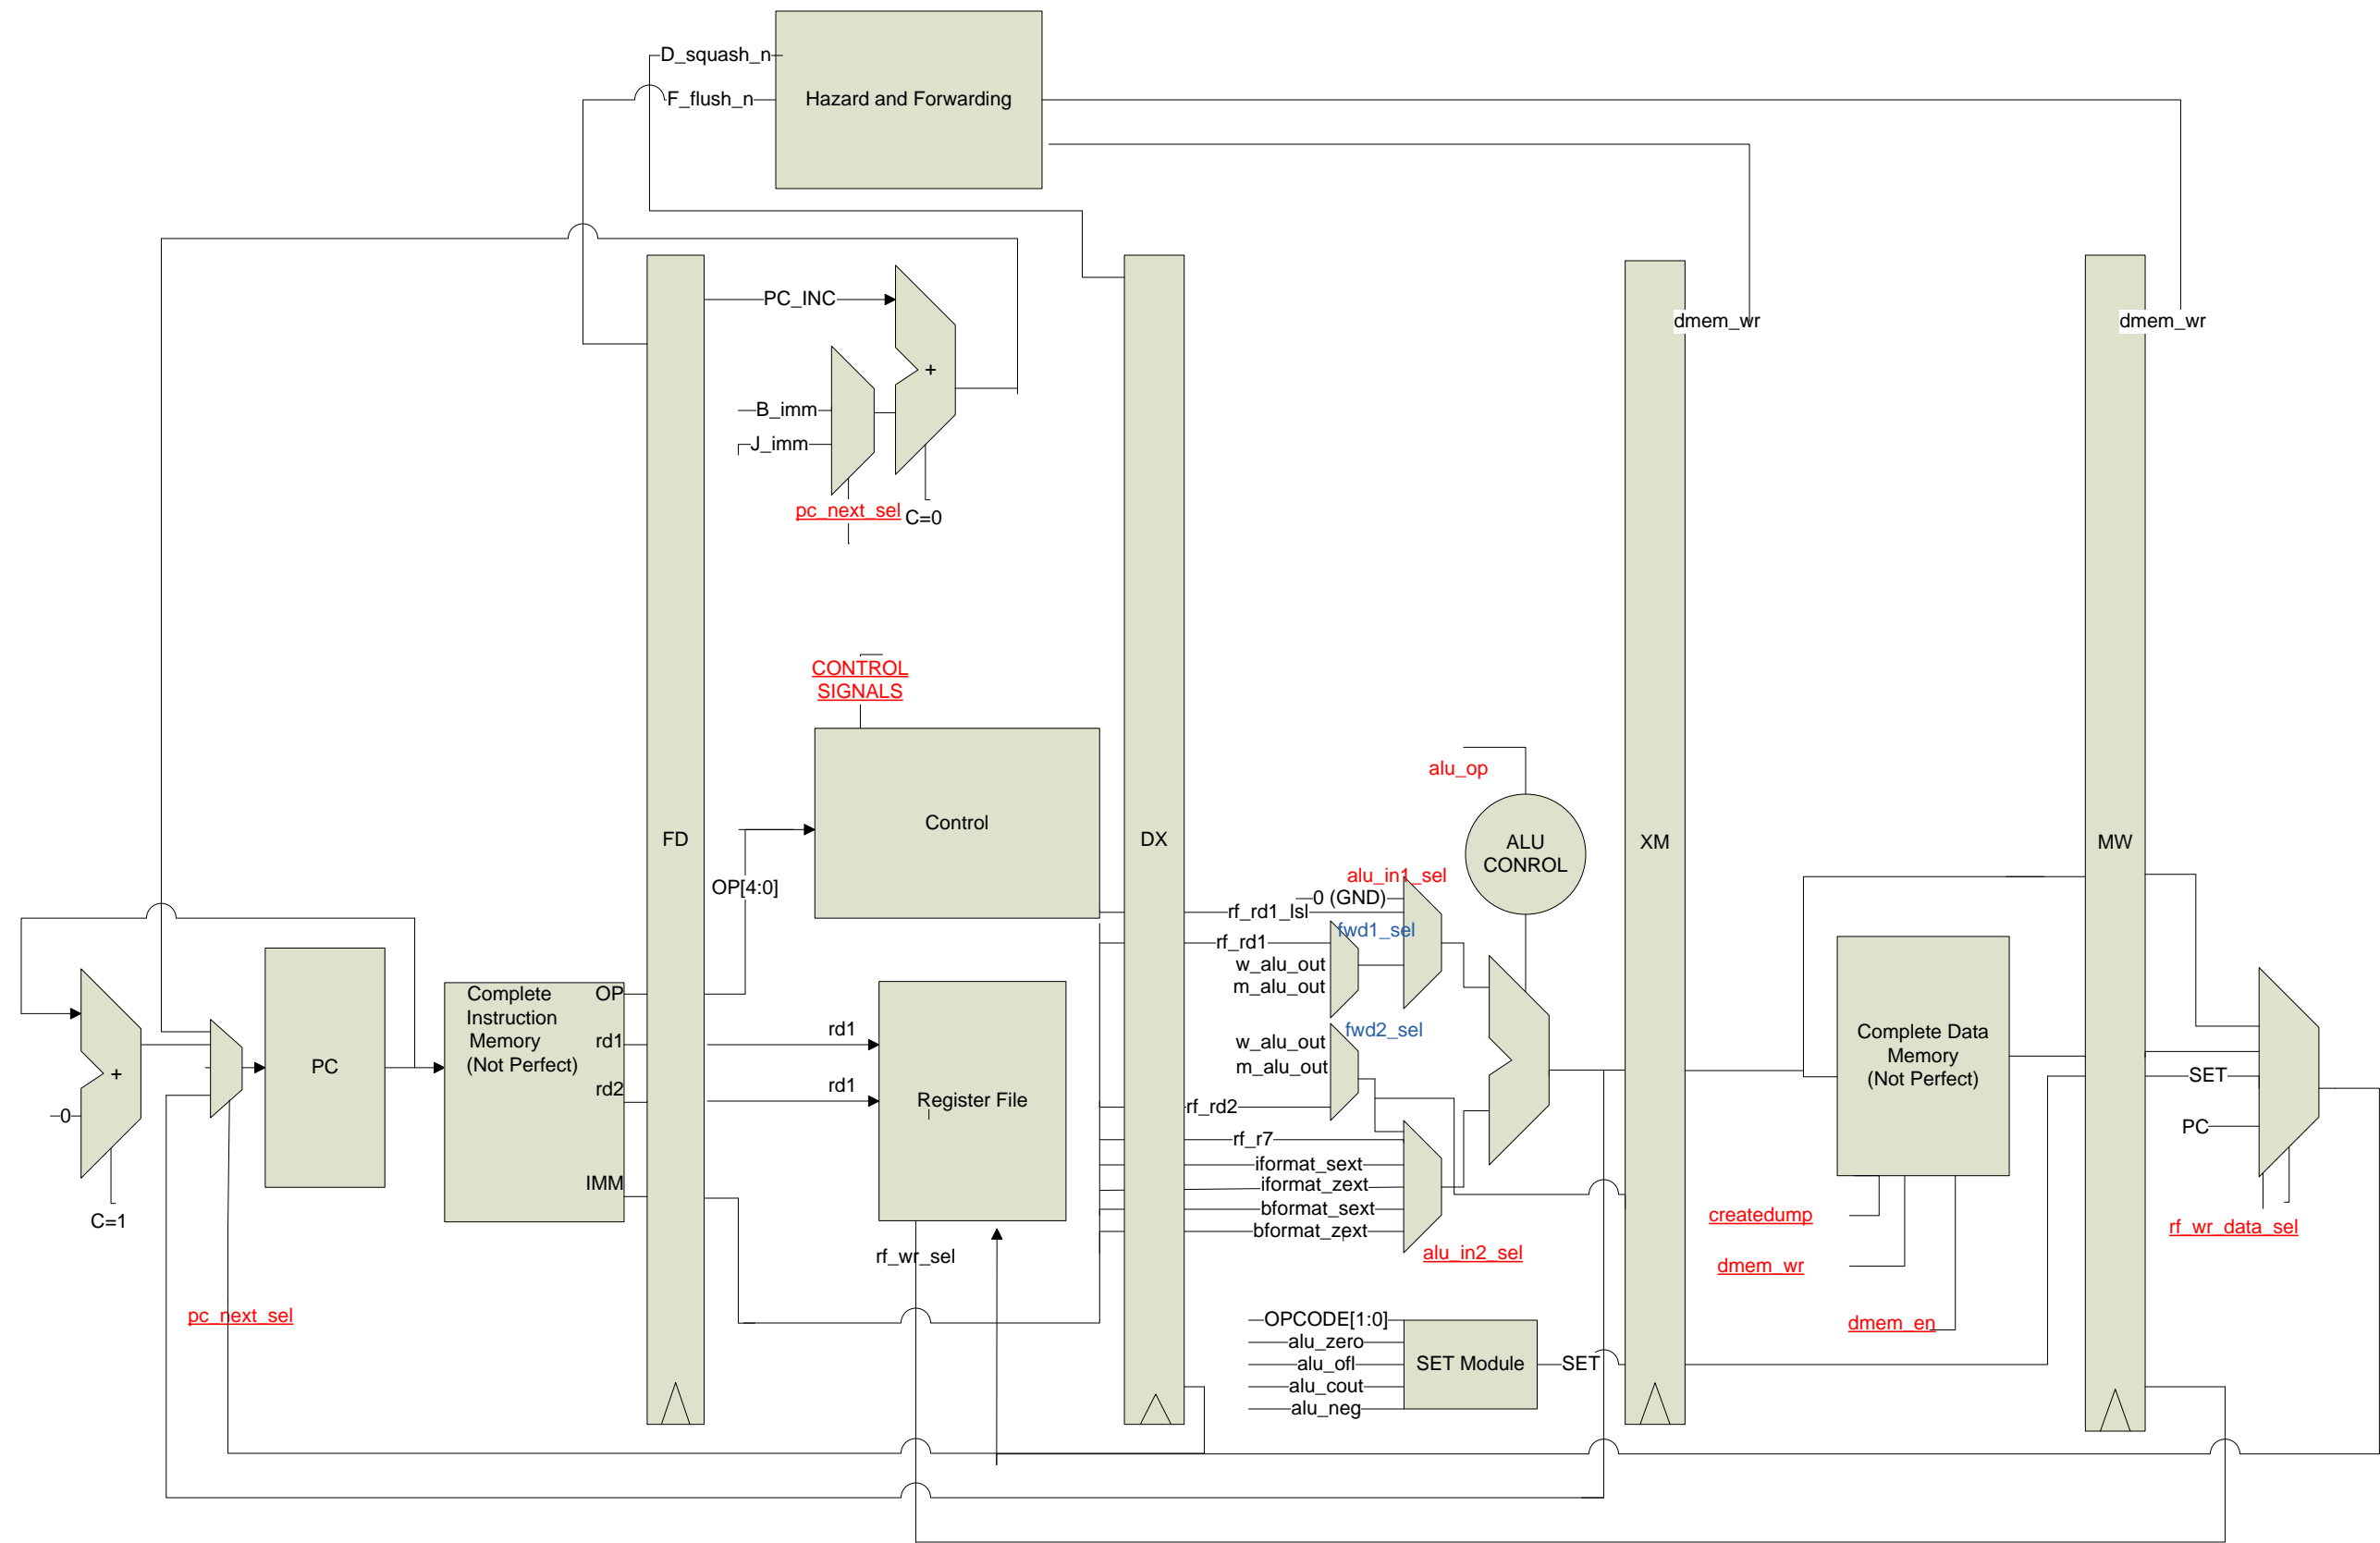 D_squash_n
F_flush_n
Hazard and Forwarding
PC_INC
dmem_wr
dmem_wr
+
B_imm
J_imm
pc_next_sel
C=0
CONTROL
SIGNALS
alu_op
Control
FD
DX
ALU
CONROL
XM
MW
OP[4:0]
alu_in1_sel
0 (GND)
rf_rd1_lsl
fwd1_sel
rf_rd1
w_alu_out
m_alu_out
Complete
Instruction
Memory
(Not Perfect)
OP
rd1
rd2
IMM
rd1
rd1
Register File
fwd2_sel
w_alu_out
m_alu_out
rf_rd2
rf_r7
iformat_sext
iformat_zext
bformat_sext
bformat_zext
alu_in2_sel
Complete Data
Memory
(Not Perfect)
SET
PC
+
PC
0
C=1
createdump
dmem_wr
dmem_en
rf_wr_data_sel
rf_wr_sel
pc_next_sel
OPCODE[1:0]
alu_zero
alu_ofl
alu_cout
alu_neg
SET Module
SET